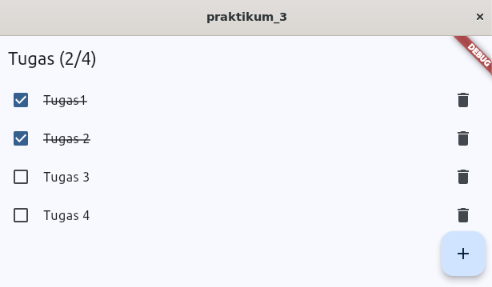 praktikum_3
DEBUG
Tugas (2/4)
Tugas1
Tugas 2
Tugas 3
Tugas 4